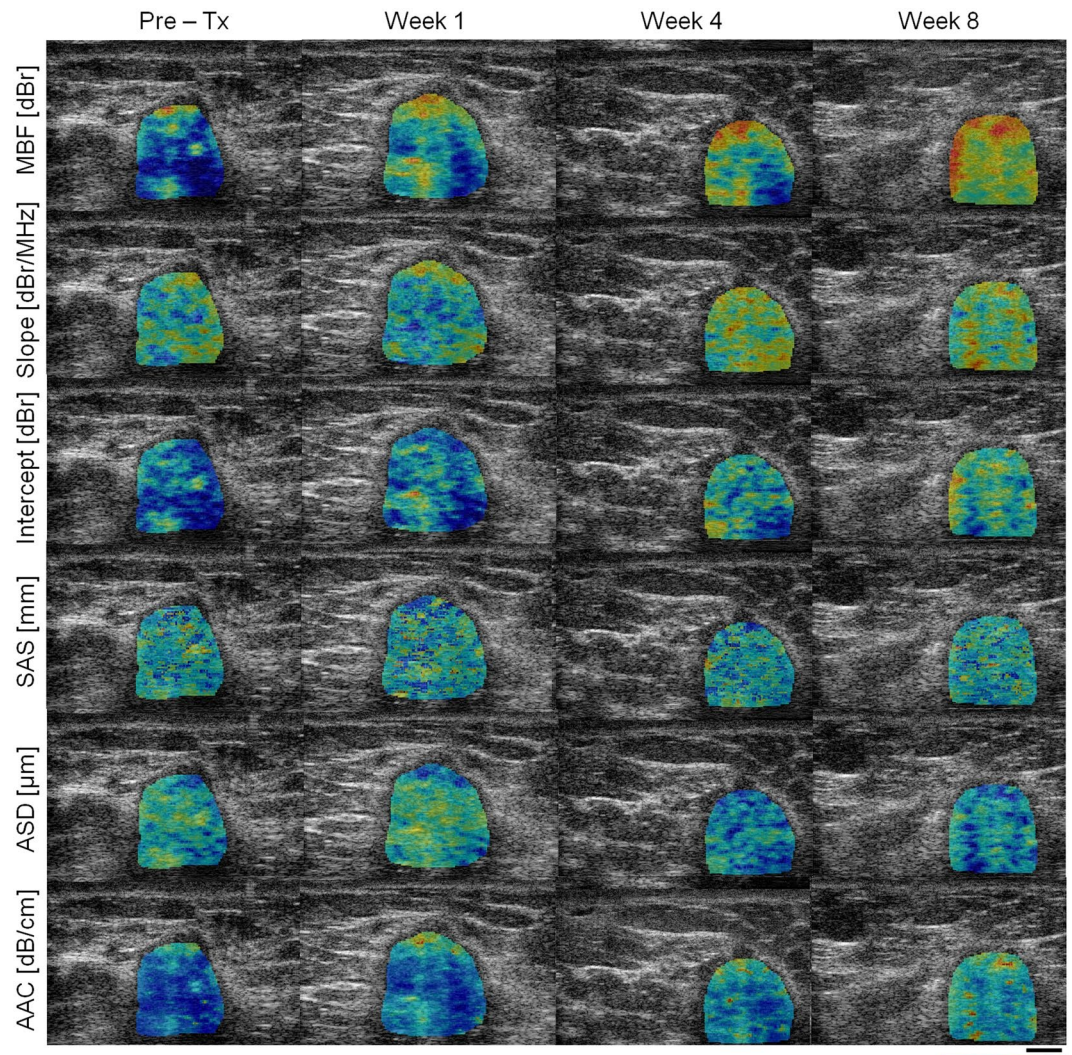 Pre – Tx
Week 1
Week 4
Week 8
MBF [dBr]
Slope [dBr/MHz]
Intercept [dBr]
SAS [mm]
ASD [µm]
AAC [dB/cm]